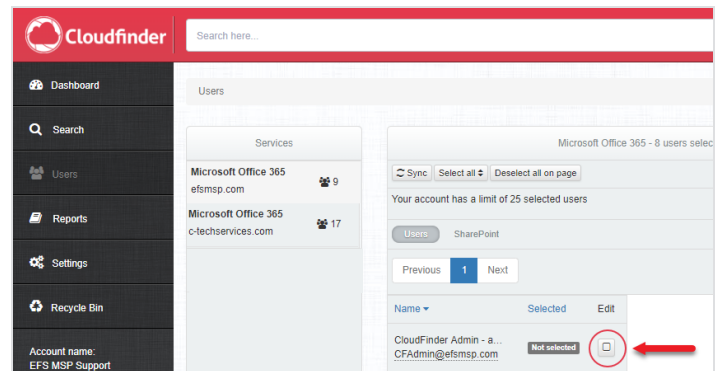 Cloudfinder
Search here...
Dashboard
Search
Users
Reports
Settings
Recycle Bin
Account name:
EFS MSP Support
Users
Services
Microsoft Office 365
efsmsp.com
9
Microsoft Office 365
c-techservices.com
17
Microsoft Office 365 - 8 users selec
Sync Select all Deselect all on page
Your account has a limit of 25 selected users
Users SharePoint
Previous 1 Next
Name Selected Edit
CloudFinder Admin - a...
CFAdmin@efsmsp.com
Not selected